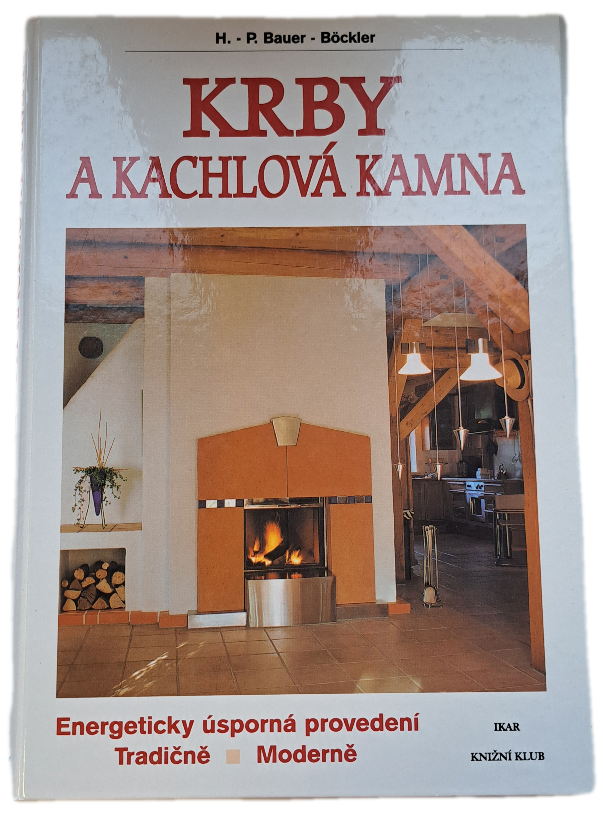 H. - P. Bauer - Böckler
KRBY
A KACHLOVÁ KAMNA
Energeticky úsporná provedení
Tradičně ■ Moderně
IKAR
KNIŽNÍ KLUB